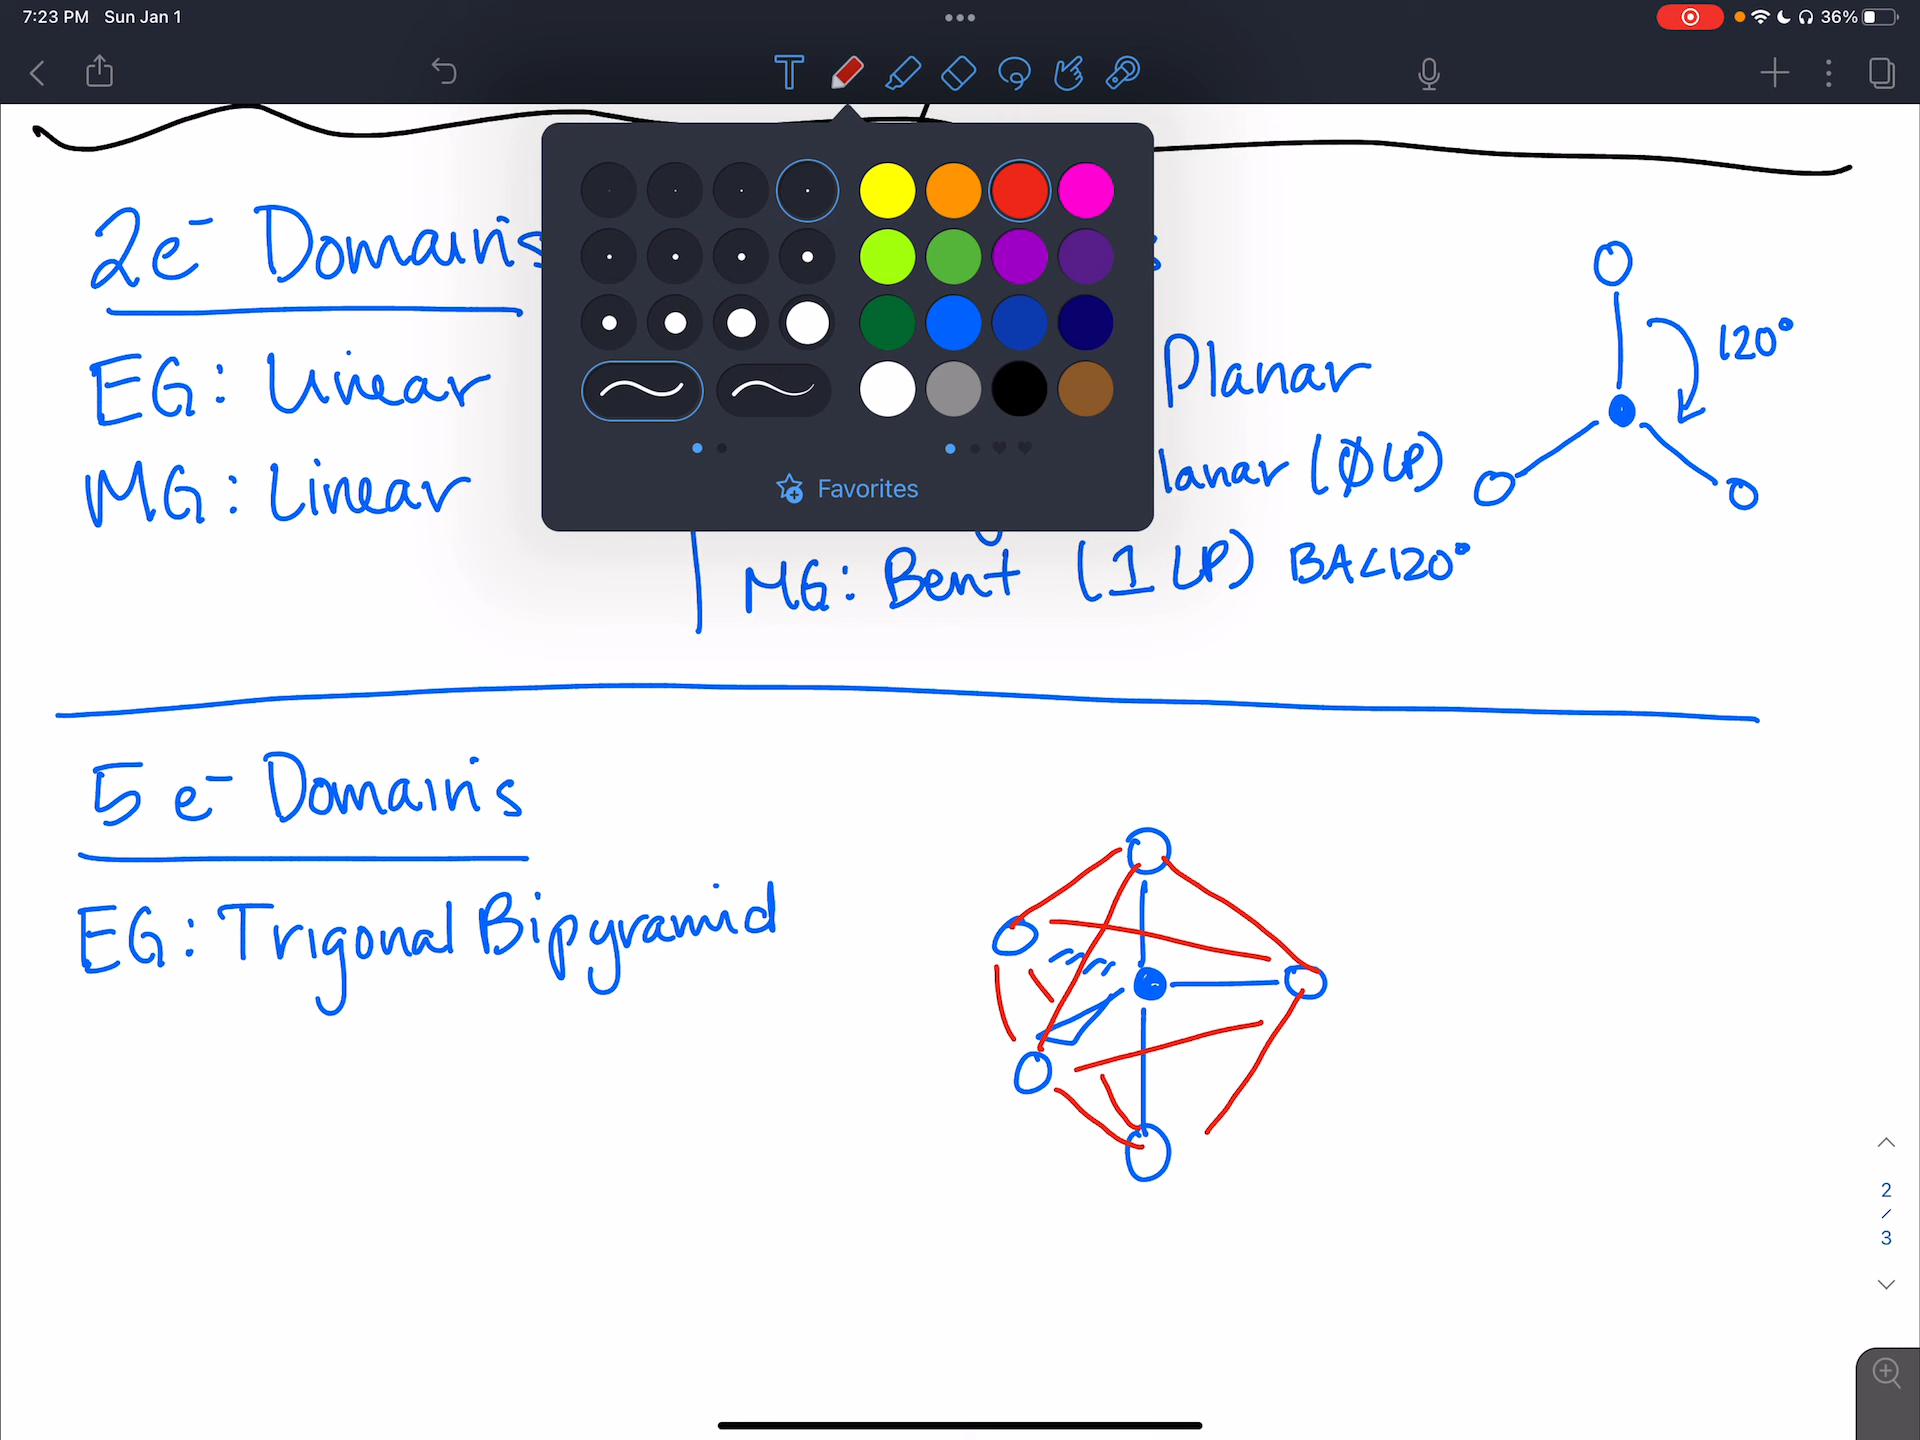 7:23 PM Sun Jan 1
36%
2e⁻ Domains
EG: Linear
MG: Linear
Favorites
Planar
lanar (∅ LP)
MG: Bent (1 LP) BA<120°
120°
5 e⁻ Domains
EG: Trigonal Bipyramid
2
/
3